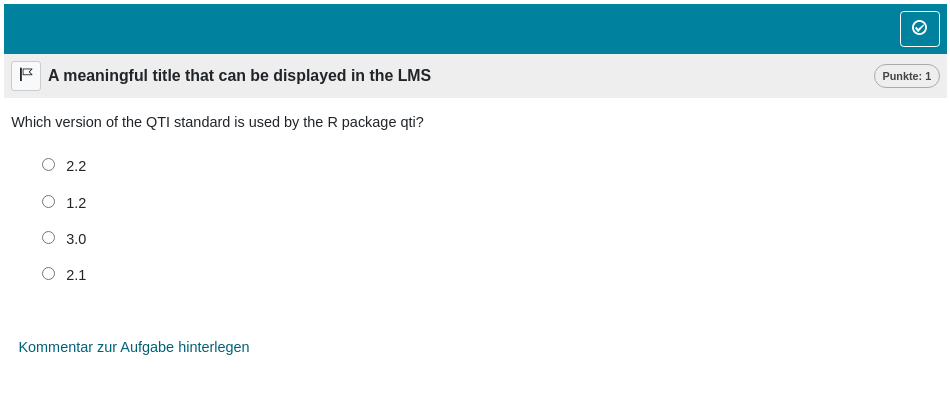 A meaningful title that can be displayed in the LMS
Punkte: 1
Which version of the QTI standard is used by the R package qti?
2.2
1.2
3.0
2.1
Kommentar zur Aufgabe hinterlegen